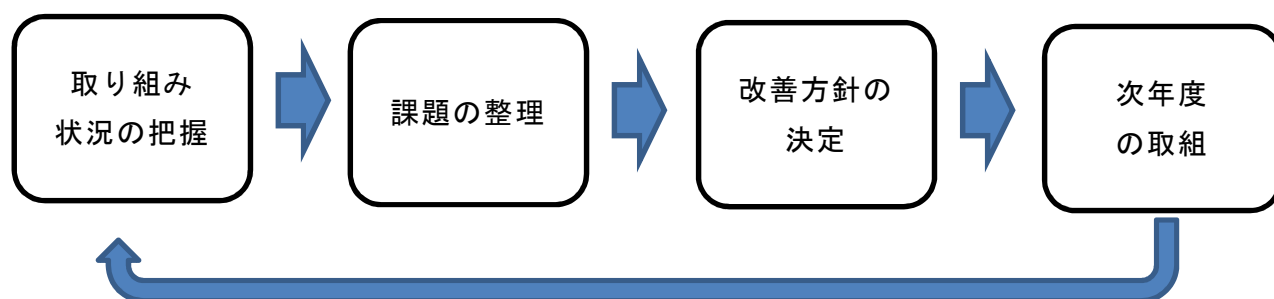 取り組み
状況の把握
課題の整理
改善方針の
決定
次年度
の取組